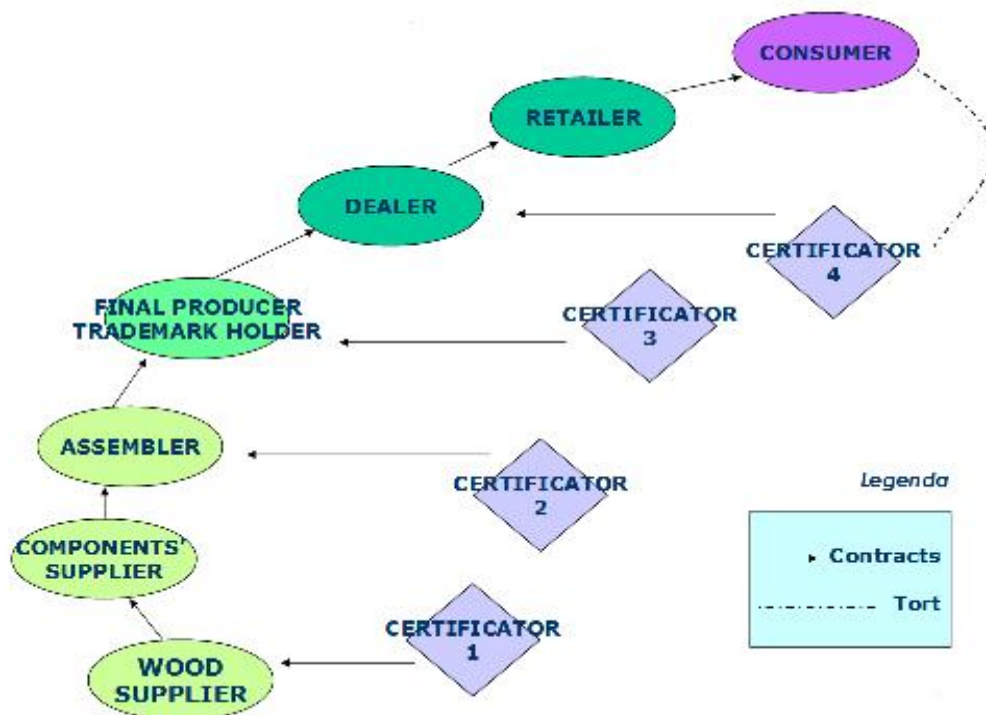 CONSUMER
RETAILER
DEALER
CERTIFICATOR
4
FINAL PRODUCER
TRADEMARK HOLDER
CERTIFICATOR
3
ASSEMBLER
CERTIFICATOR
2
Legenda
COMPONENTS'
SUPPLIER
Contracts
Tort
CERTIFICATOR
1
WOOD
SUPPLIER